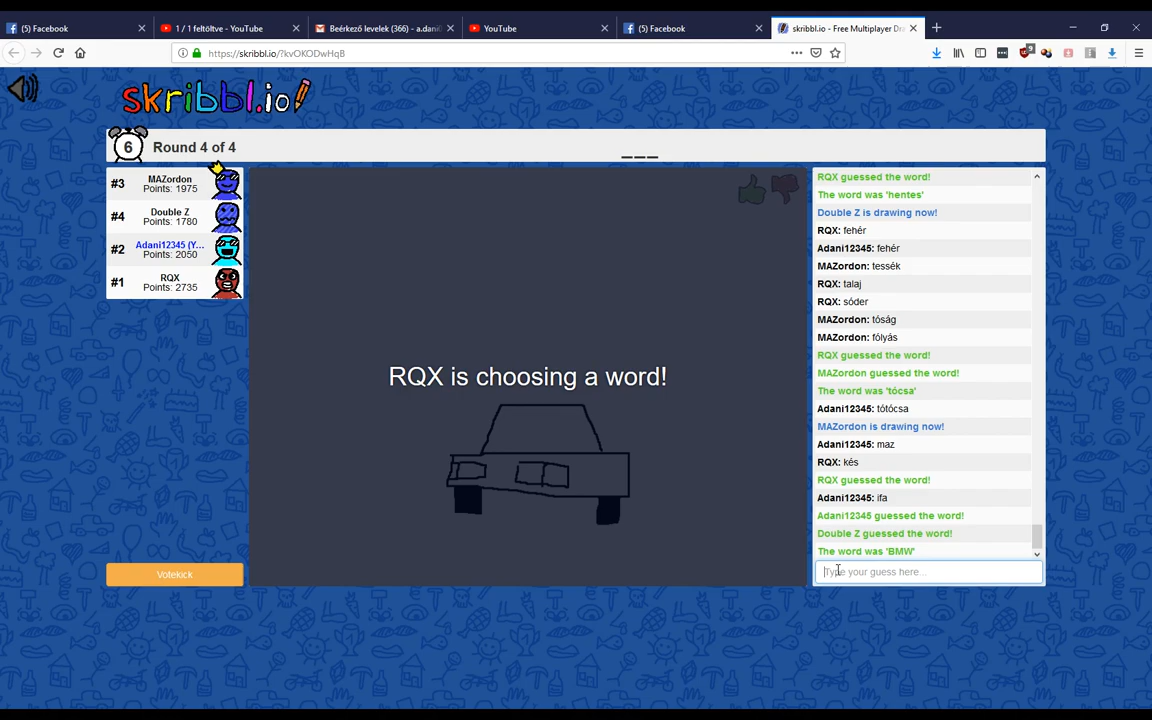 (5) Facebook
1 / 1 feltöltve - YouTube
Beérkező levelek (366) - a.dani
YouTube
(5) Facebook
skribbl.io - Free Multiplayer Dra
https://skribbl.io/?kvOKODwHqB
9
skribbl.io
6 Round 4 of 4
___
#3 MAZordon
Points: 1975
#4 Double Z
Points: 1780
#2 Adani12345 (Y...
Points: 2050
#1 RQX
Points: 2735
Votekick
RQX is choosing a word!
RQX guessed the word!
The word was 'hentes'
Double Z is drawing now!
RQX: fehér
Adani12345: fehér
MAZordon: tessék
RQX: talaj
RQX: sóder
MAZordon: tóság
MAZordon: fólyás
RQX guessed the word!
MAZordon guessed the word!
The word was 'tócsa'
Adani12345: tótócsa
MAZordon is drawing now!
Adani12345: maz
RQX: kés
RQX guessed the word!
Adani12345: ifa
Adani12345 guessed the word!
Double Z guessed the word!
The word was 'BMW'
Type your guess here...